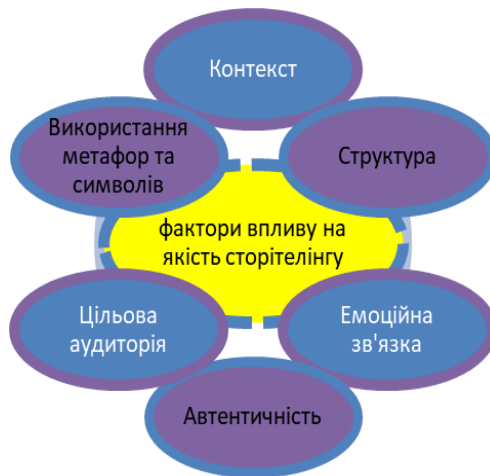 Контекст
Використання
метафор та
символів
Структура
фактори впливу на
якість сторітелінгу
Цільова
аудиторія
Емоційна
зв'язка
Автентичність